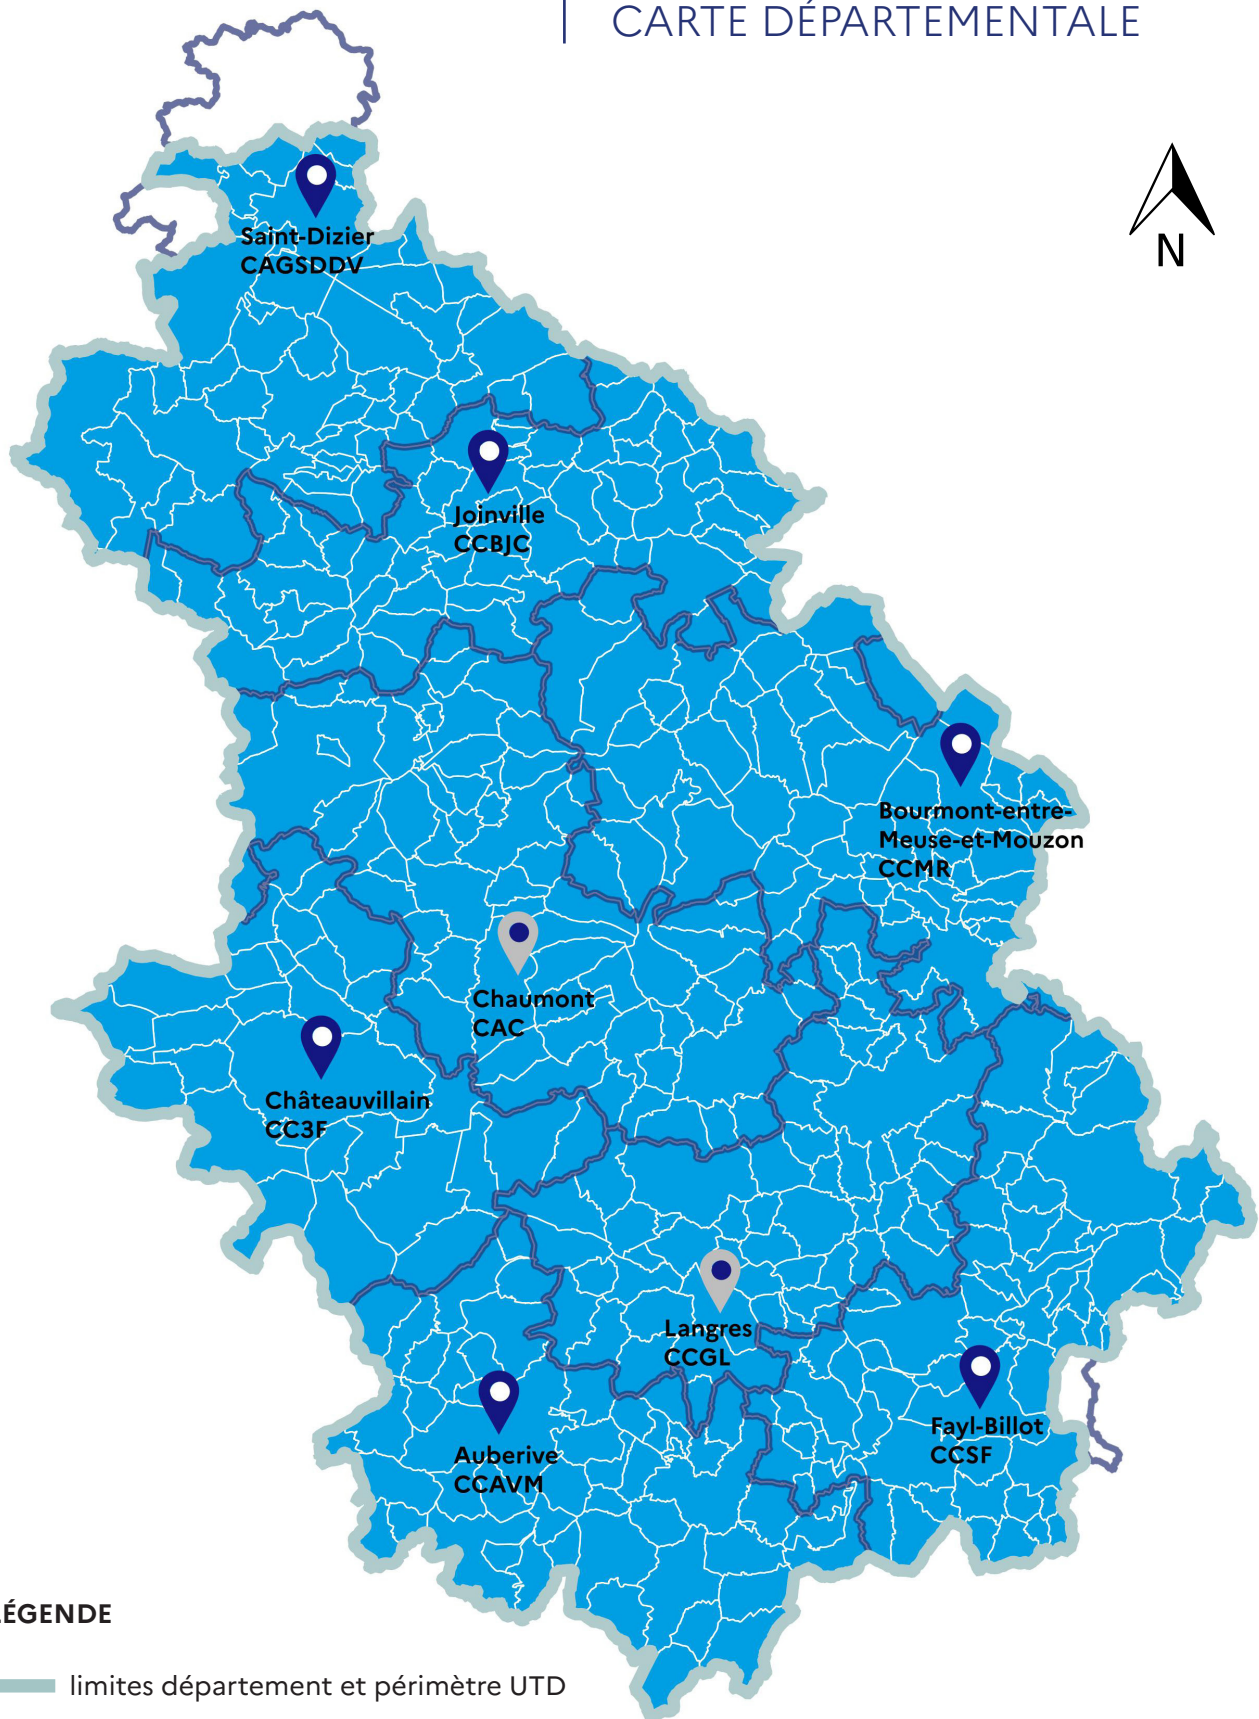 CARTE DÉPARTEMENTALE
N
Saint-Dizier
CAGSDDV
Joinville
CCBJC
Bourmont-entre-
Meuse-et-Mouzon
CCMR
Chaumont
CAC
Châteauvillain
CC3F
Langres
CCGL
Auberive
CCAVM
Fayl-Billot
CCSF
LÉGENDE
limites département et périmètre UTD